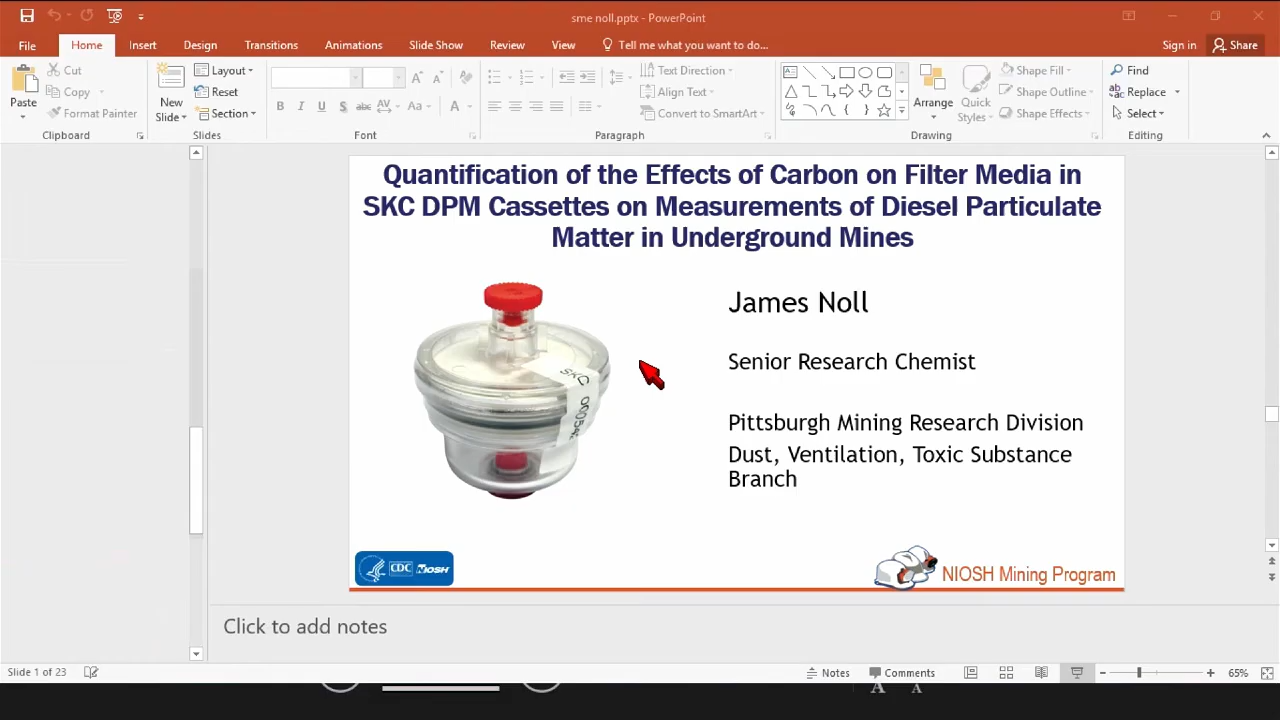 sme noll.pptx - PowerPoint
File Home Insert Design Transitions Animations Slide Show Review View Tell me what you want to do... Sign in Share
Paste Cut Copy Format Painter
Clipboard
New Slide Layout Reset Section
Slides
B I U S abc AV Aa A
Font
Text Direction Align Text Convert to SmartArt
Paragraph
Arrange Quick Styles Shape Fill Shape Outline Shape Effects
Drawing
Find Replace Select
Editing
Quantification of the Effects of Carbon on Filter Media in
SKC DPM Cassettes on Measurements of Diesel Particulate
Matter in Underground Mines
James Noll
Senior Research Chemist
SKC
Pittsburgh Mining Research Division
Dust, Ventilation, Toxic Substance
Branch
CDC NIOSH
NIOSH Mining Program
Click to add notes
Slide 1 of 23 Notes Comments 65%
A A